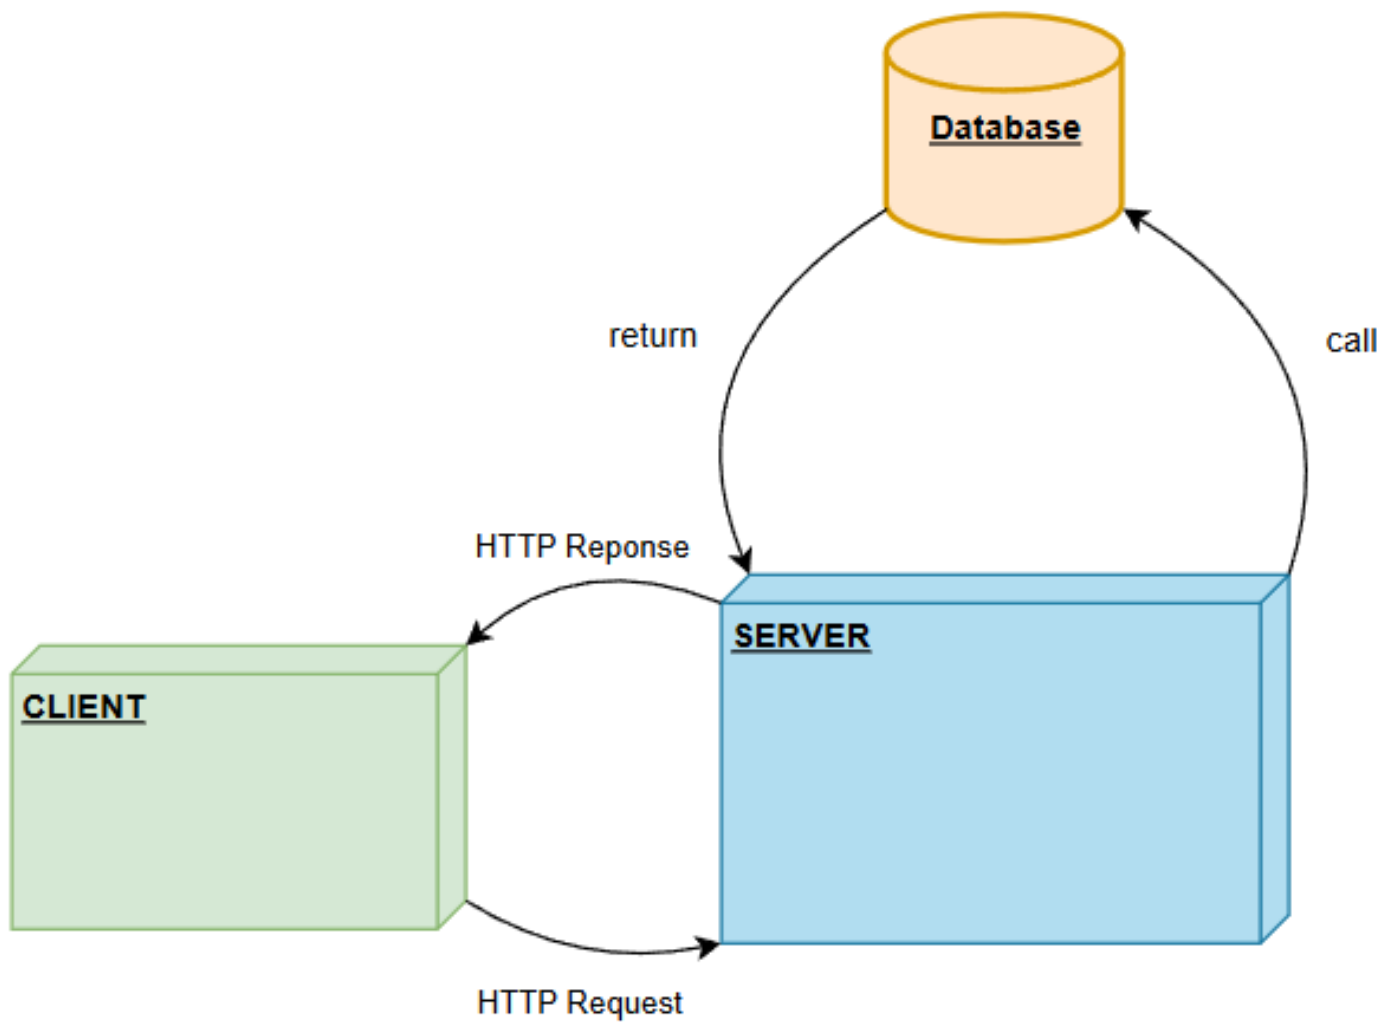 Database
return
call
HTTP Reponse
SERVER
CLIENT
HTTP Request